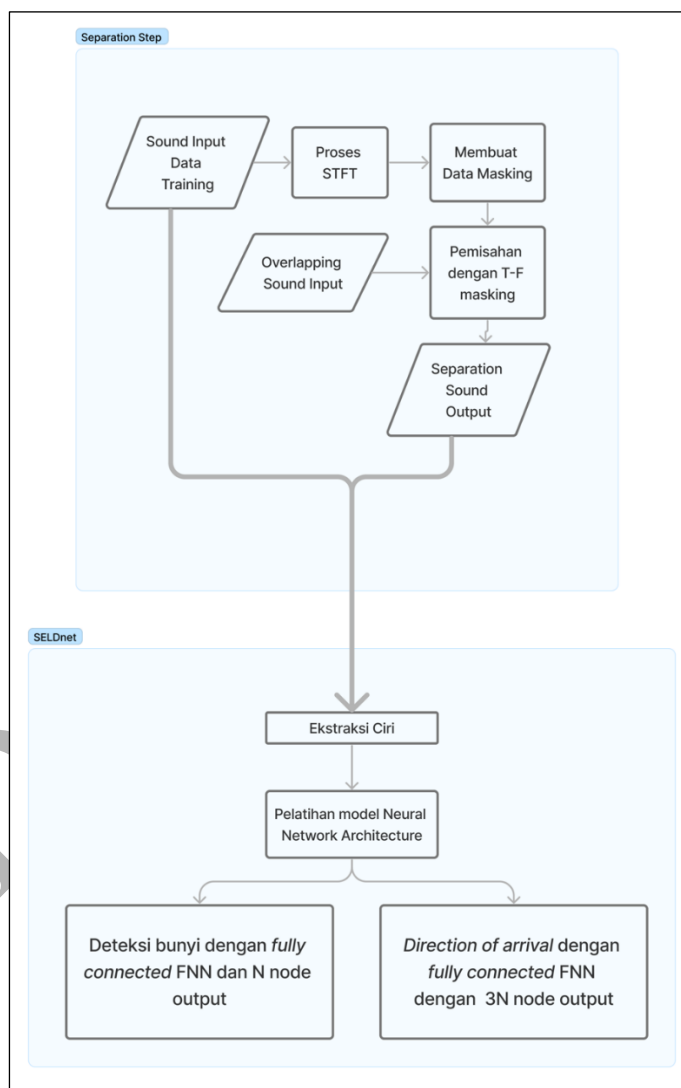 Separation Step
Sound Input
Data
Training
Proses
STFT
Membuat
Data Masking
Overlapping
Sound Input
Pemisahan
dengan T-F
masking
Separation
Sound
Output
SELDnet
Ekstraksi Ciri
Pelatihan model Neural
Network Architecture
Deteksi bunyi dengan fully
connected FNN dan N node
output
Direction of arrival dengan
fully connected FNN
dengan 3N node output